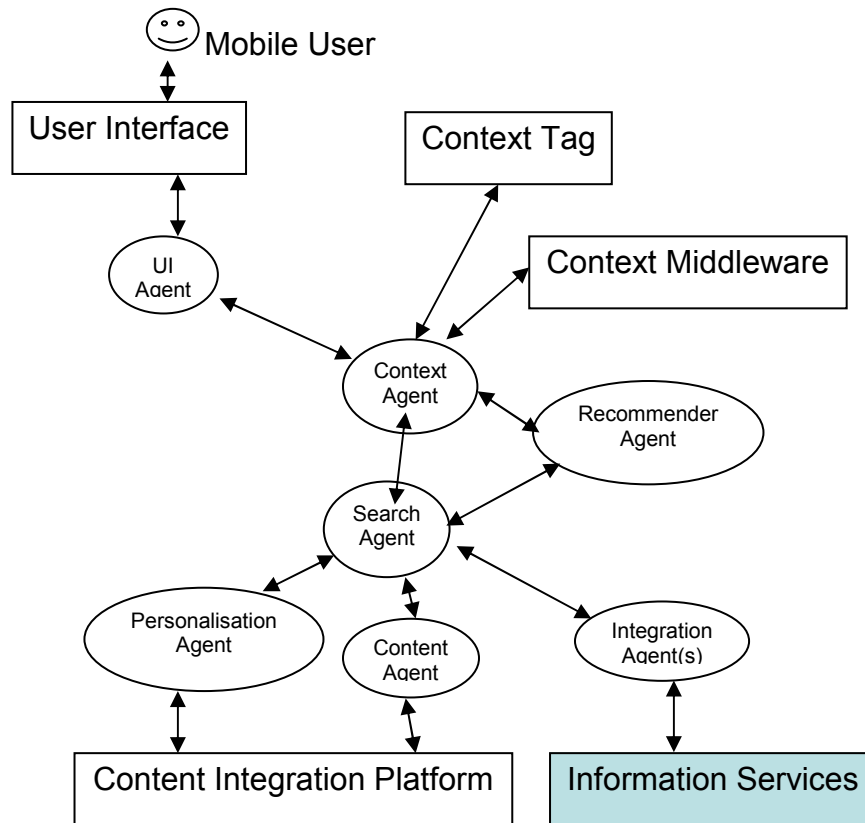 Mobile User
User Interface
Context Tag
UI
Agent
Context Middleware
Context
Agent
Recommender
Agent
Search
Agent
Personalisation
Agent
Content
Agent
Integration
Agent(s)
Content Integration Platform
Information Services